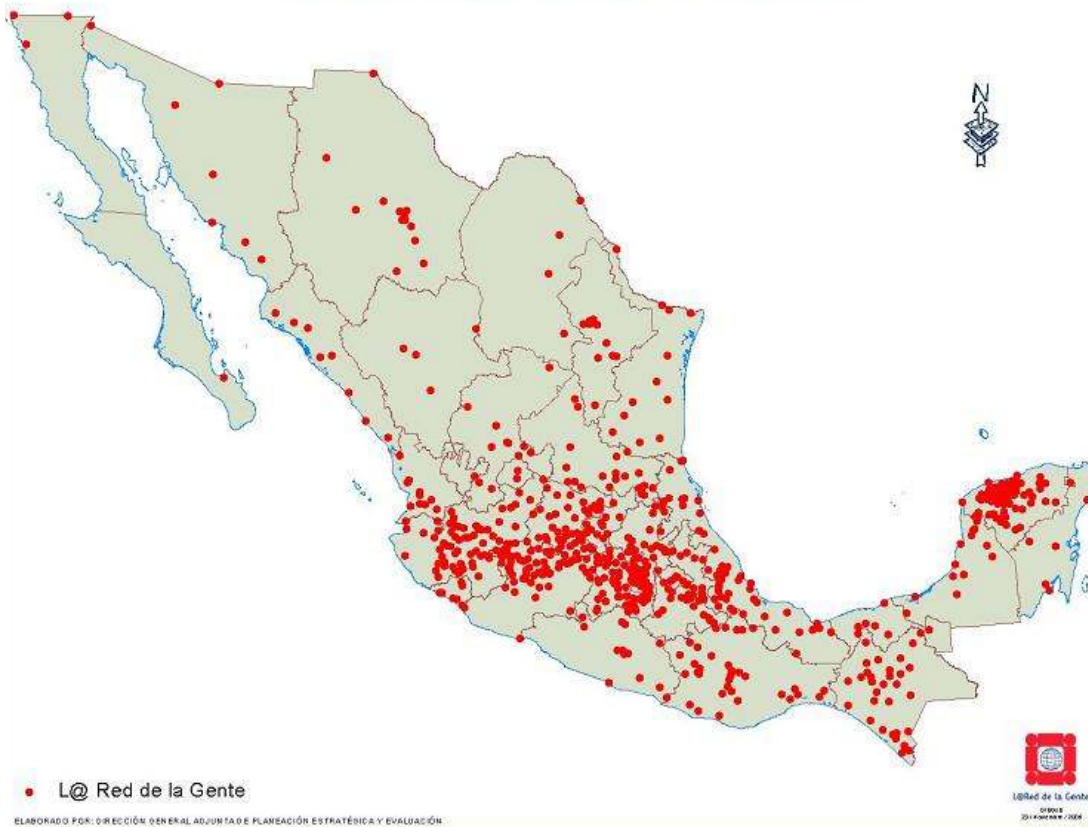 N
L@ Red de la Gente
L@Red de la Gente
ELABORADO POR: DIRECCIÓN GENERAL ADJUNTA DE PLANEACIÓN ESTRATÉGICA Y EVALUACIÓN